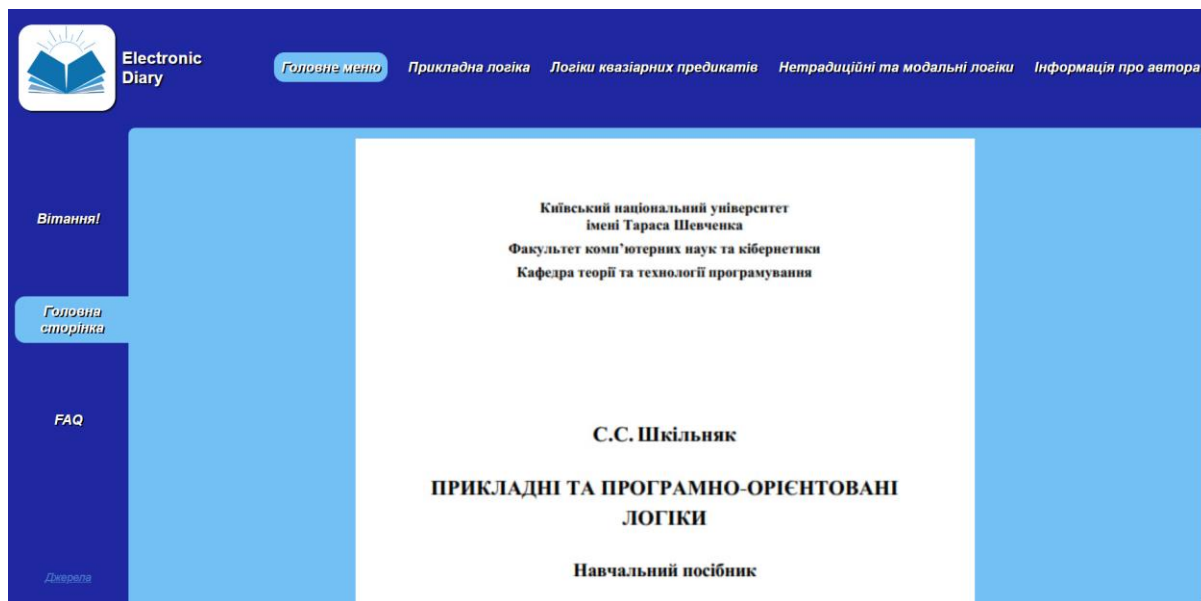 Electronic
Diary
Головне меню
Прикладна логіка
Логіки квазіарних предикатів
Нетрадиційні та модальні логіки
Інформація про автора
Вітання!
Головна
сторінка
FAQ
Джерела
Київський національний університет
імені Тараса Шевченка
Факультет комп’ютерних наук та кібернетики
Кафедра теорії та технології програмування
С.С. Шкільняк
ПРИКЛАДНІ ТА ПРОГРАМНО-ОРІЄНТОВАНІ
ЛОГІКИ
Навчальний посібник